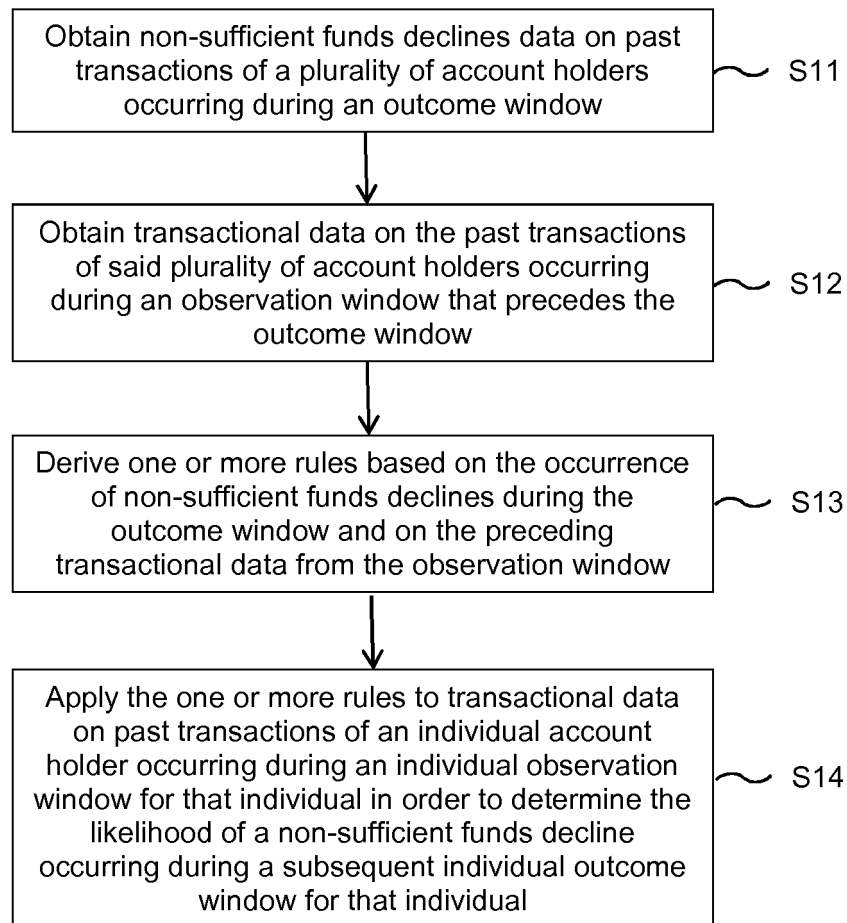 Obtain non-sufficient funds declines data on past
transactions of a plurality of account holders
occurring during an outcome window
S11
Obtain transactional data on the past transactions
of said plurality of account holders occurring
during an observation window that precedes the
outcome window
S12
Derive one or more rules based on the occurrence
of non-sufficient funds declines during the
outcome window and on the preceding
transactional data from the observation window
S13
Apply the one or more rules to transactional data
on past transactions of an individual account
holder occurring during an individual observation
window for that individual in order to determine the
likelihood of a non-sufficient funds decline
occurring during a subsequent individual outcome
window for that individual
S14